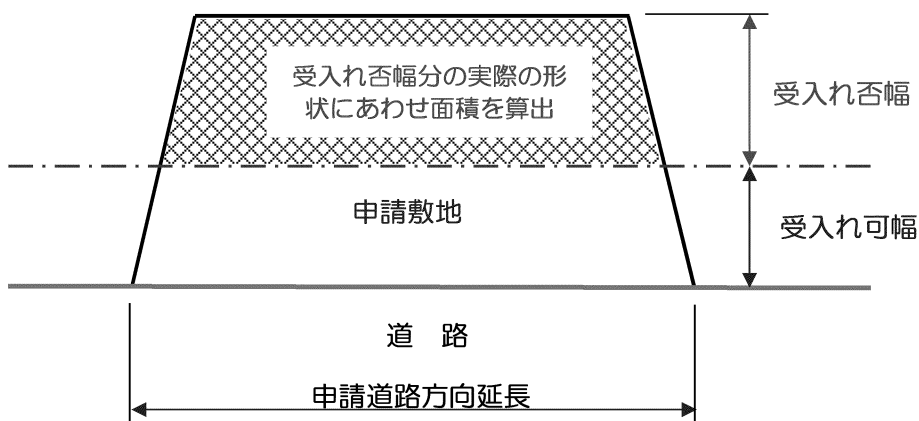 受入れ否幅分の実際の形
状にあわせ面積を算出
受入れ否幅
申請敷地
受入れ可幅
道　路
申請道路方向延長